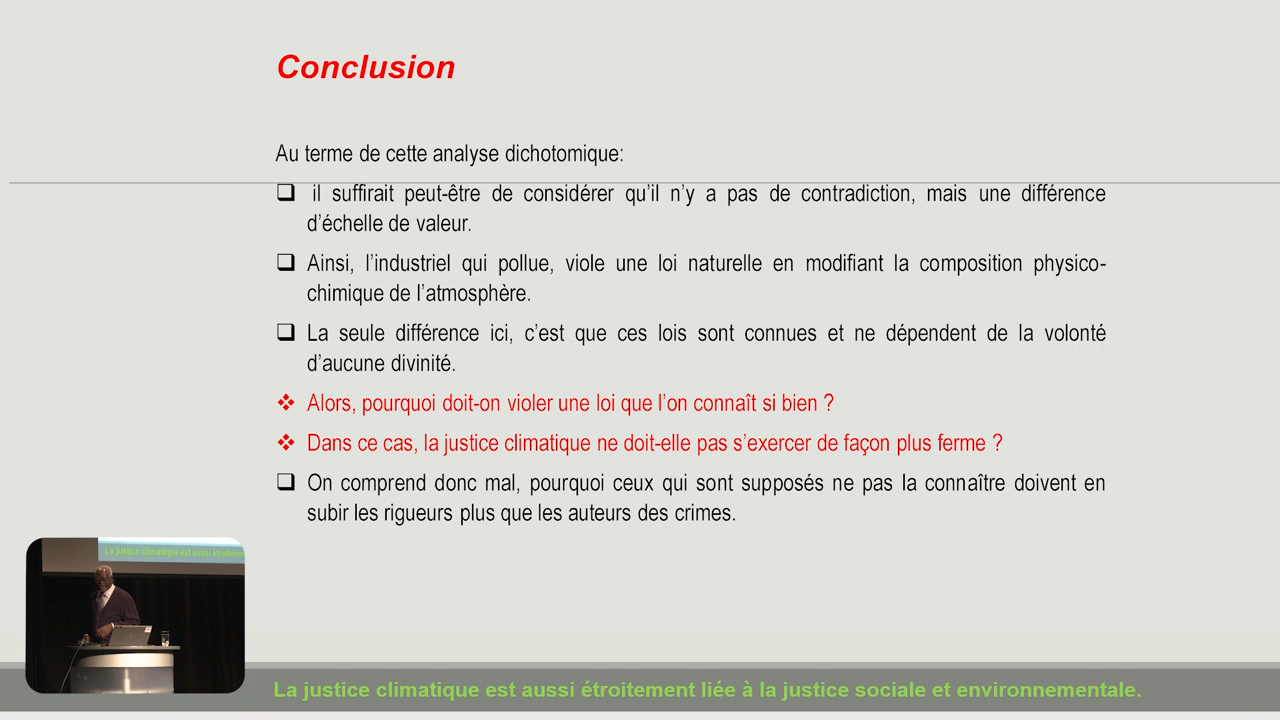 Conclusion
Au terme de cette analyse dichotomique:
il suffirait peut-être de considérer qu’il n’y a pas de contradiction, mais une différence
d’échelle de valeur.
Ainsi, l’industriel qui pollue, viole une loi naturelle en modifiant la composition physico-
chimique de l’atmosphère.
La seule différence ici, c’est que ces lois sont connues et ne dépendent de la volonté
d’aucune divinité.
Alors, pourquoi doit-on violer une loi que l’on connaît si bien ?
Dans ce cas, la justice climatique ne doit-elle pas s’exercer de façon plus ferme ?
On comprend donc mal, pourquoi ceux qui sont supposés ne pas la connaître doivent en
subir les rigueurs plus que les auteurs des crimes.
La justice climatique est aussi étroiteme
La justice climatique est aussi étroitement liée à la justice sociale et environnementale.